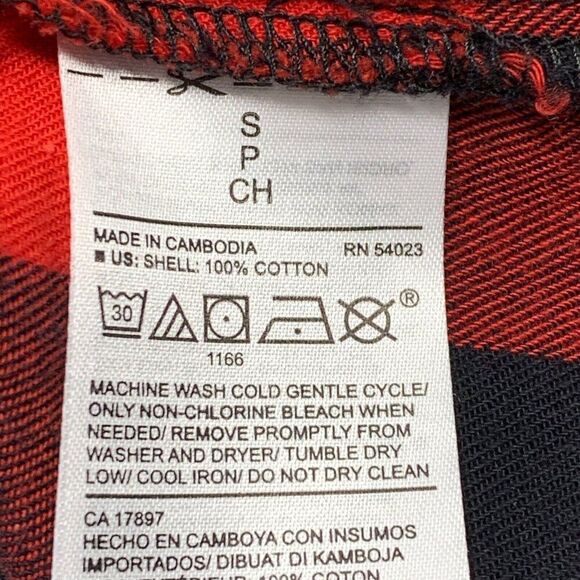 S
P
CH
MADE IN CAMBODIA RN 54023
US: SHELL: 100% COTTON
30
®
1166
MACHINE WASH COLD GENTLE CYCLE/
ONLY NON-CHLORINE BLEACH WHEN
NEEDED/ REMOVE PROMPTLY FROM
WASHER AND DRYER/ TUMBLE DRY
LOW/ COOL IRON/ DO NOT DRY CLEAN
CA 17897
HECHO EN CAMBOYA CON INSUMOS
IMPORTADOS/ DIBUAT DI KAMBOJA
100% COTTON